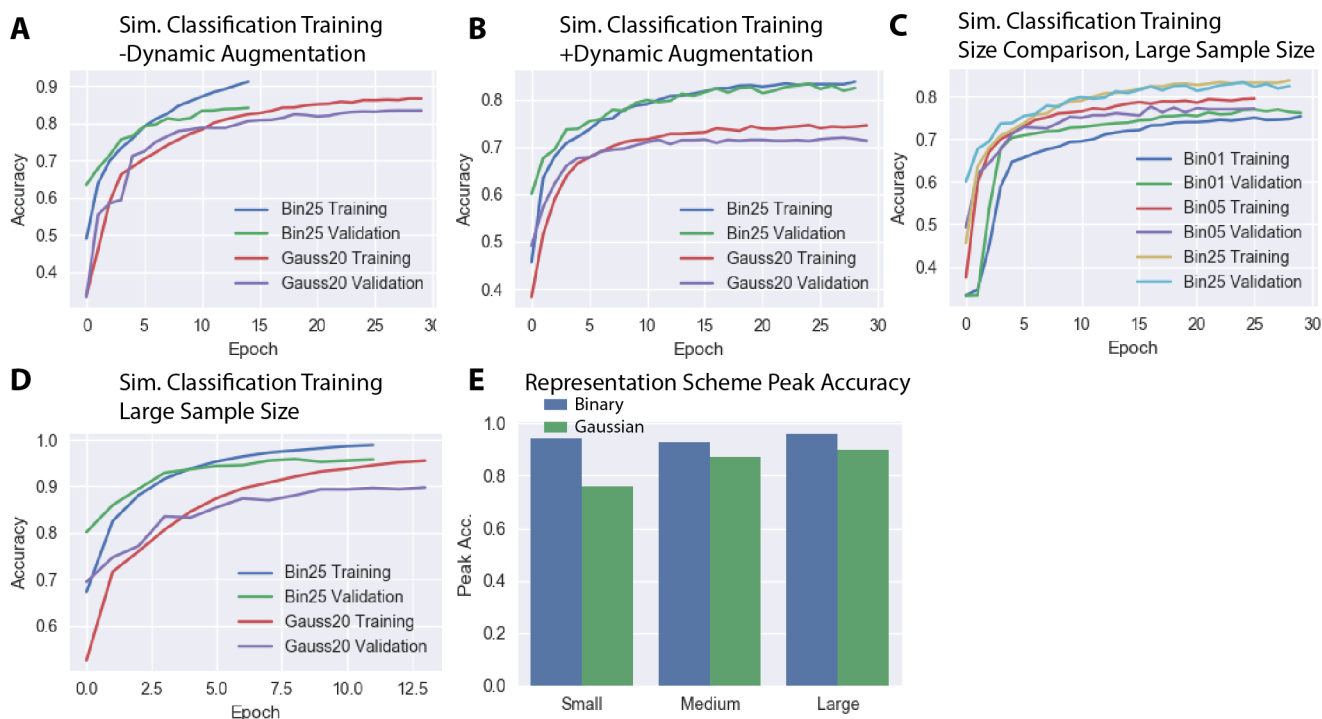 A
Sim. Classification Training
-Dynamic Augmentation
0.9
0.8
0.7
0.6
0.5
0.4
Accuracy
Bin25 Training
Bin25 Validation
Gauss20 Training
Gauss20 Validation
0 5 10 15 20 25 30
Epoch
B
Sim. Classification Training
+Dynamic Augmentation
0.8
0.7
0.6
0.5
0.4
Accuracy
Bin25 Training
Bin25 Validation
Gauss20 Training
Gauss20 Validation
0 5 10 15 20 25 30
Epoch
C
Sim. Classification Training
Size Comparison, Large Sample Size
0.8
0.7
0.6
0.5
0.4
Accuracy
Bin01 Training
Bin01 Validation
Bin05 Training
Bin05 Validation
Bin25 Training
Bin25 Validation
0 5 10 15 20 25 30
Epoch
D
Sim. Classification Training
Large Sample Size
1.0
0.9
0.8
0.7
0.6
Accuracy
Bin25 Training
Bin25 Validation
Gauss20 Training
Gauss20 Validation
0.0 2.5 5.0 7.5 10.0 12.5
Epoch
E
Representation Scheme Peak Accuracy
Binary
Gaussian
1.0
0.8
0.6
0.4
0.2
0.0
Peak Acc.
Small Medium Large